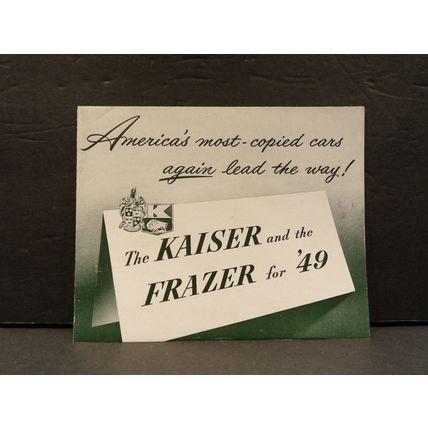 America's most-copied cars
again lead the way!
K
The KAISER and the
FRAZER for '49